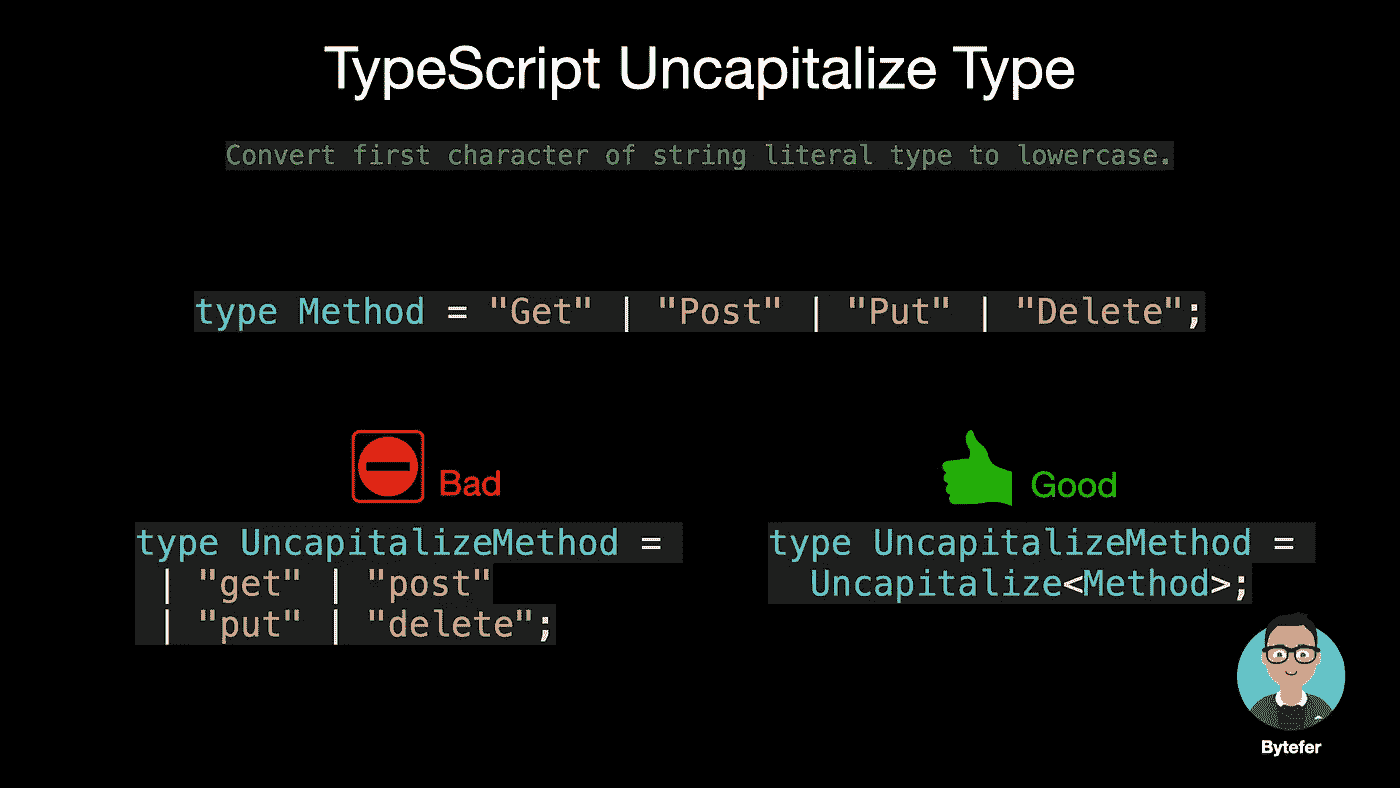 TypeScript Uncapitalize Type
Convert first character of string literal type to lowercase.
type Method = "Get" | "Post" | "Put" | "Delete";
Bad
type UncapitalizeMethod =
| "get" | "post"
| "put" | "delete";
Good
type UncapitalizeMethod =
Uncapitalize<Method>;
Bytefer